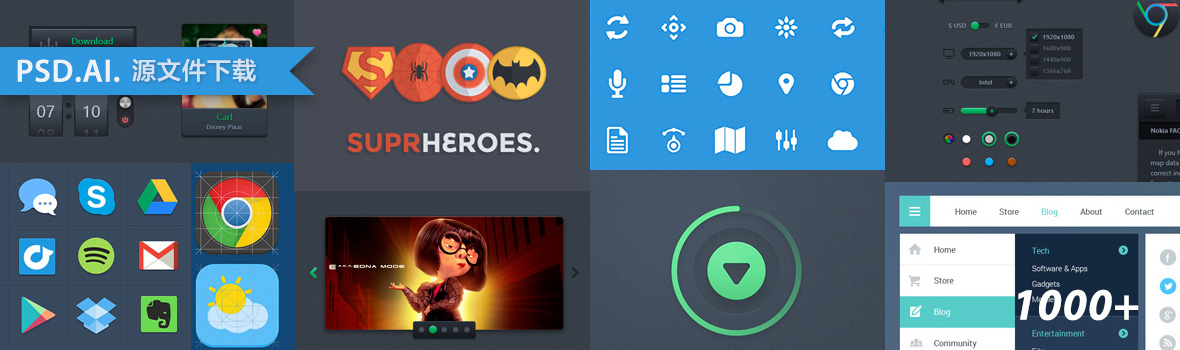 Download
PSD.AI. 源文件下载
07
10
Carl
Disney Pixar
SUPRHEROES.
A.K.A. EDNA MODE
$ USD
€ EUR
1920x1080
1920x1080
1600x900
1440x900
1366x768
CPU
Intel
7 hours
Nokia FAC
If you h
map data
correct in
Home
Store
Blog
About
Contact
Home
Store
Blog
Community
Tech
Software & Apps
Gadgets
1000+
Entertainment